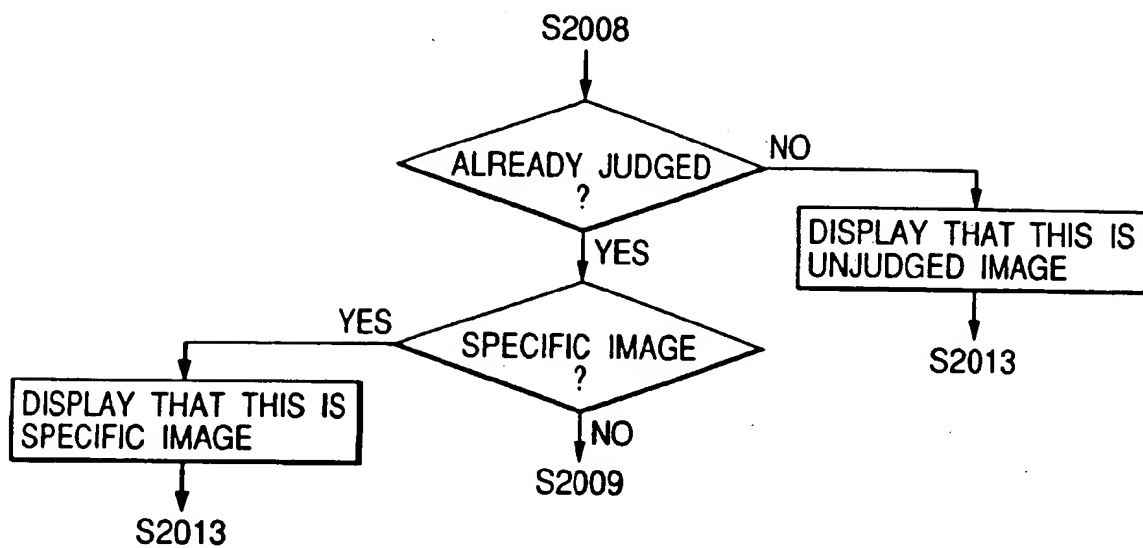 S2008
ALREADY JUDGED
?
NO
DISPLAY THAT THIS IS
UNJUDGED IMAGE
S2013
YES
SPECIFIC IMAGE
?
YES
DISPLAY THAT THIS IS
SPECIFIC IMAGE
S2013
NO
S2009